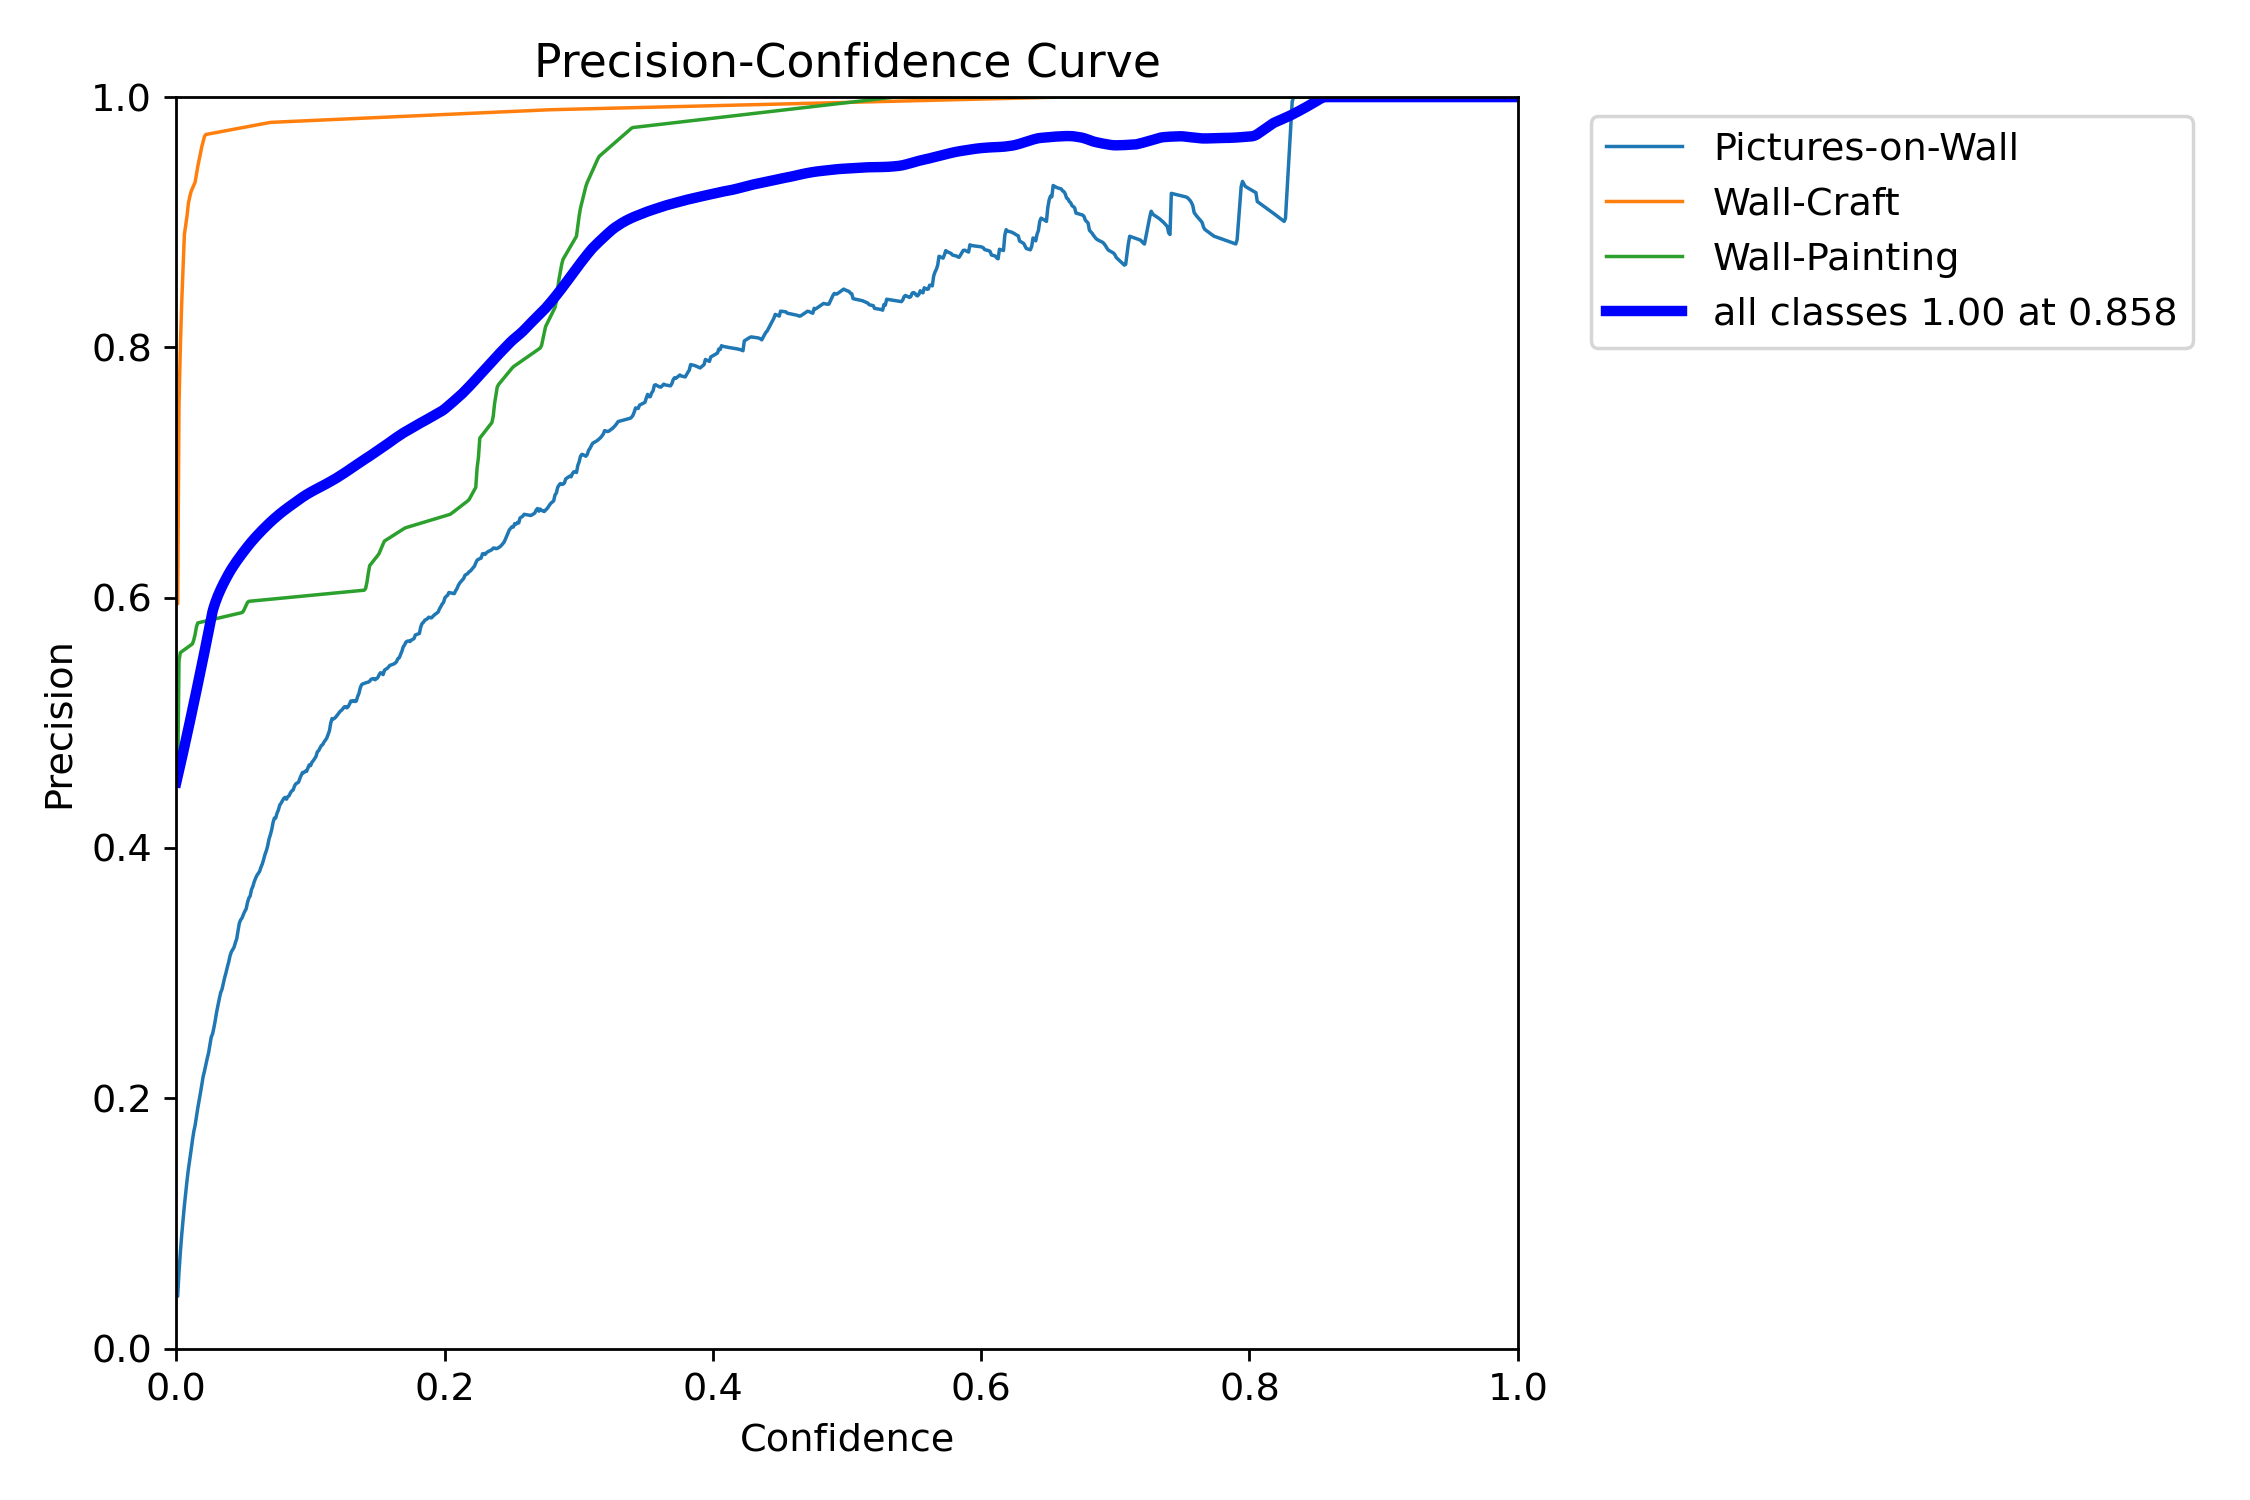 Precision-Confidence Curve
1.0
0.8
0.6
0.4
0.2
0.0
Precision
0.0 0.2 0.4 0.6 0.8 1.0
Confidence
Pictures-on-Wall
Wall-Craft
Wall-Painting
all classes 1.00 at 0.858